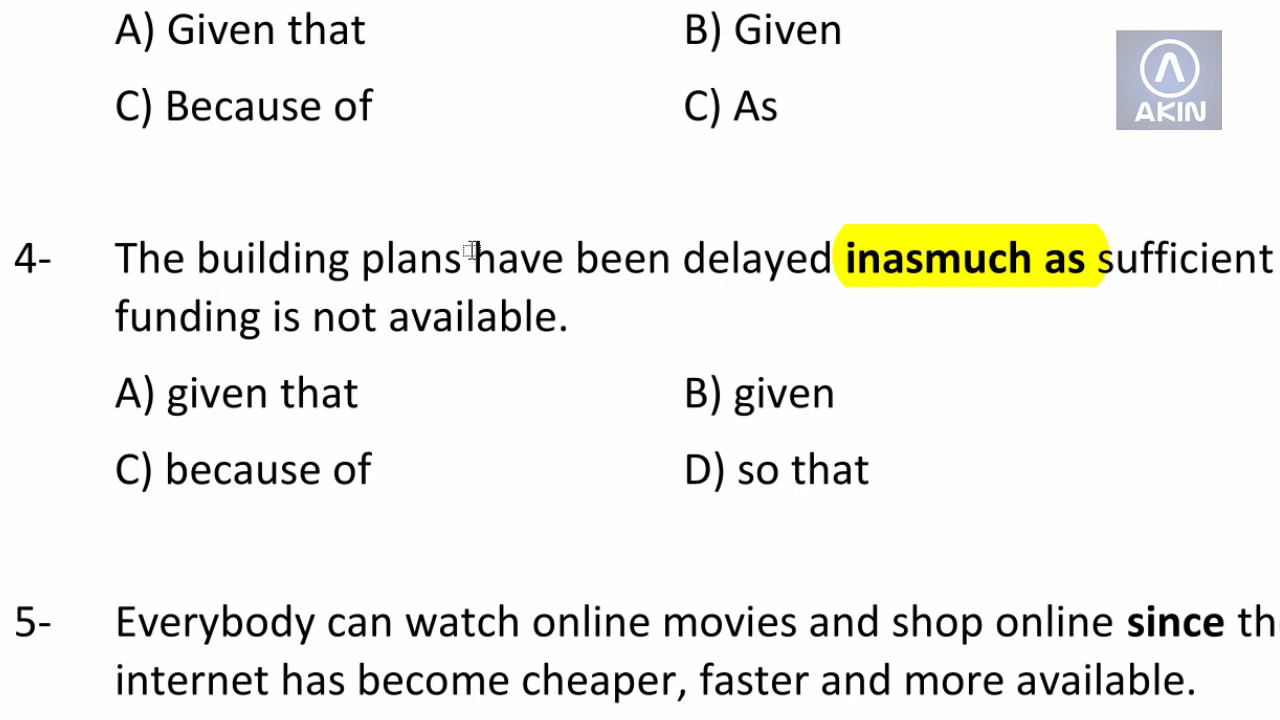 A) Given that B) Given
C) Because of C) As
AKIN
4- The building plans have been delayed inasmuch as sufficient
funding is not available.
A) given that B) given
C) because of D) so that
5- Everybody can watch online movies and shop online since
internet has become cheaper, faster and more available.